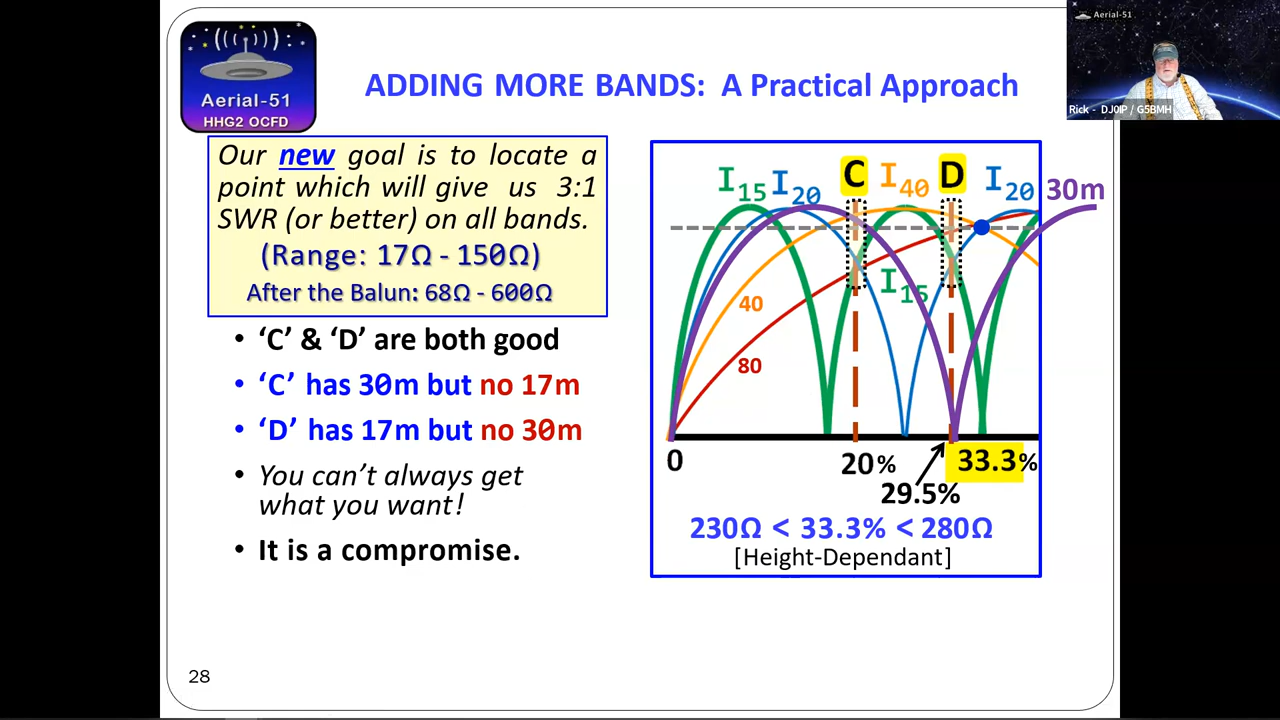 Aerial-51
HHG2 OCFD
ADDING MORE BANDS: A Practical Approach
Aerial-51
Rick - DJ0IP / G5BMH
Our new goal is to locate a
point which will give us 3:1
SWR (or better) on all bands.
(Range: 17Ω - 150Ω)
After the Balun: 68Ω - 600Ω
• ‘C’ & ‘D’ are both good
• ‘C’ has 30m but no 17m
• ‘D’ has 17m but no 30m
• You can’t always get
what you want!
• It is a compromise.
I15 I20 C I40 D I20 30m
I15
40
80
0 20% 33.3%
29.5%
230Ω < 33.3% < 280Ω
[Height-Dependant]
28